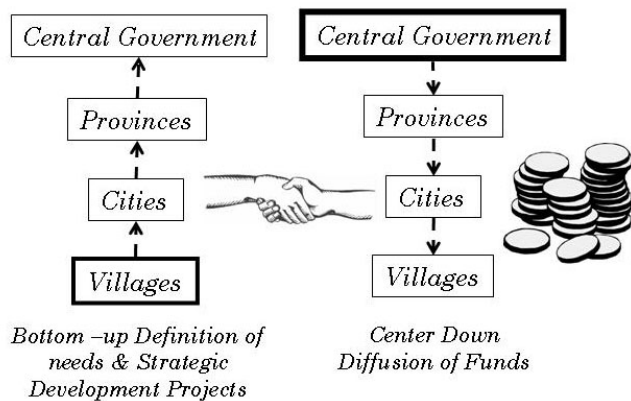 Central Government
Provinces
Cities
Villages
Bottom –up Definition of
needs & Strategic
Development Projects
Central Government
Provinces
Cities
Villages
Center Down
Diffusion of Funds